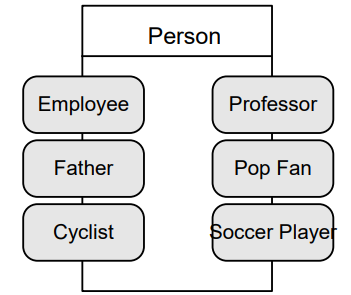 Person
Employee
Professor
Father
Pop Fan
Cyclist
Soccer Player